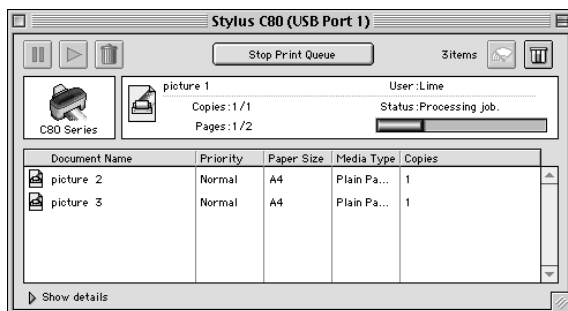 Stylus C80 (USB Port 1)
Stop Print Queue
3items
C80 Series
picture 1
User :Lime
Copies :1/1
Status :Processing job.
Pages :1/2
Document Name Priority Paper Size Media Type Copies
picture 2 Normal A4 Plain Pa... 1
picture 3 Normal A4 Plain Pa... 1
Show details